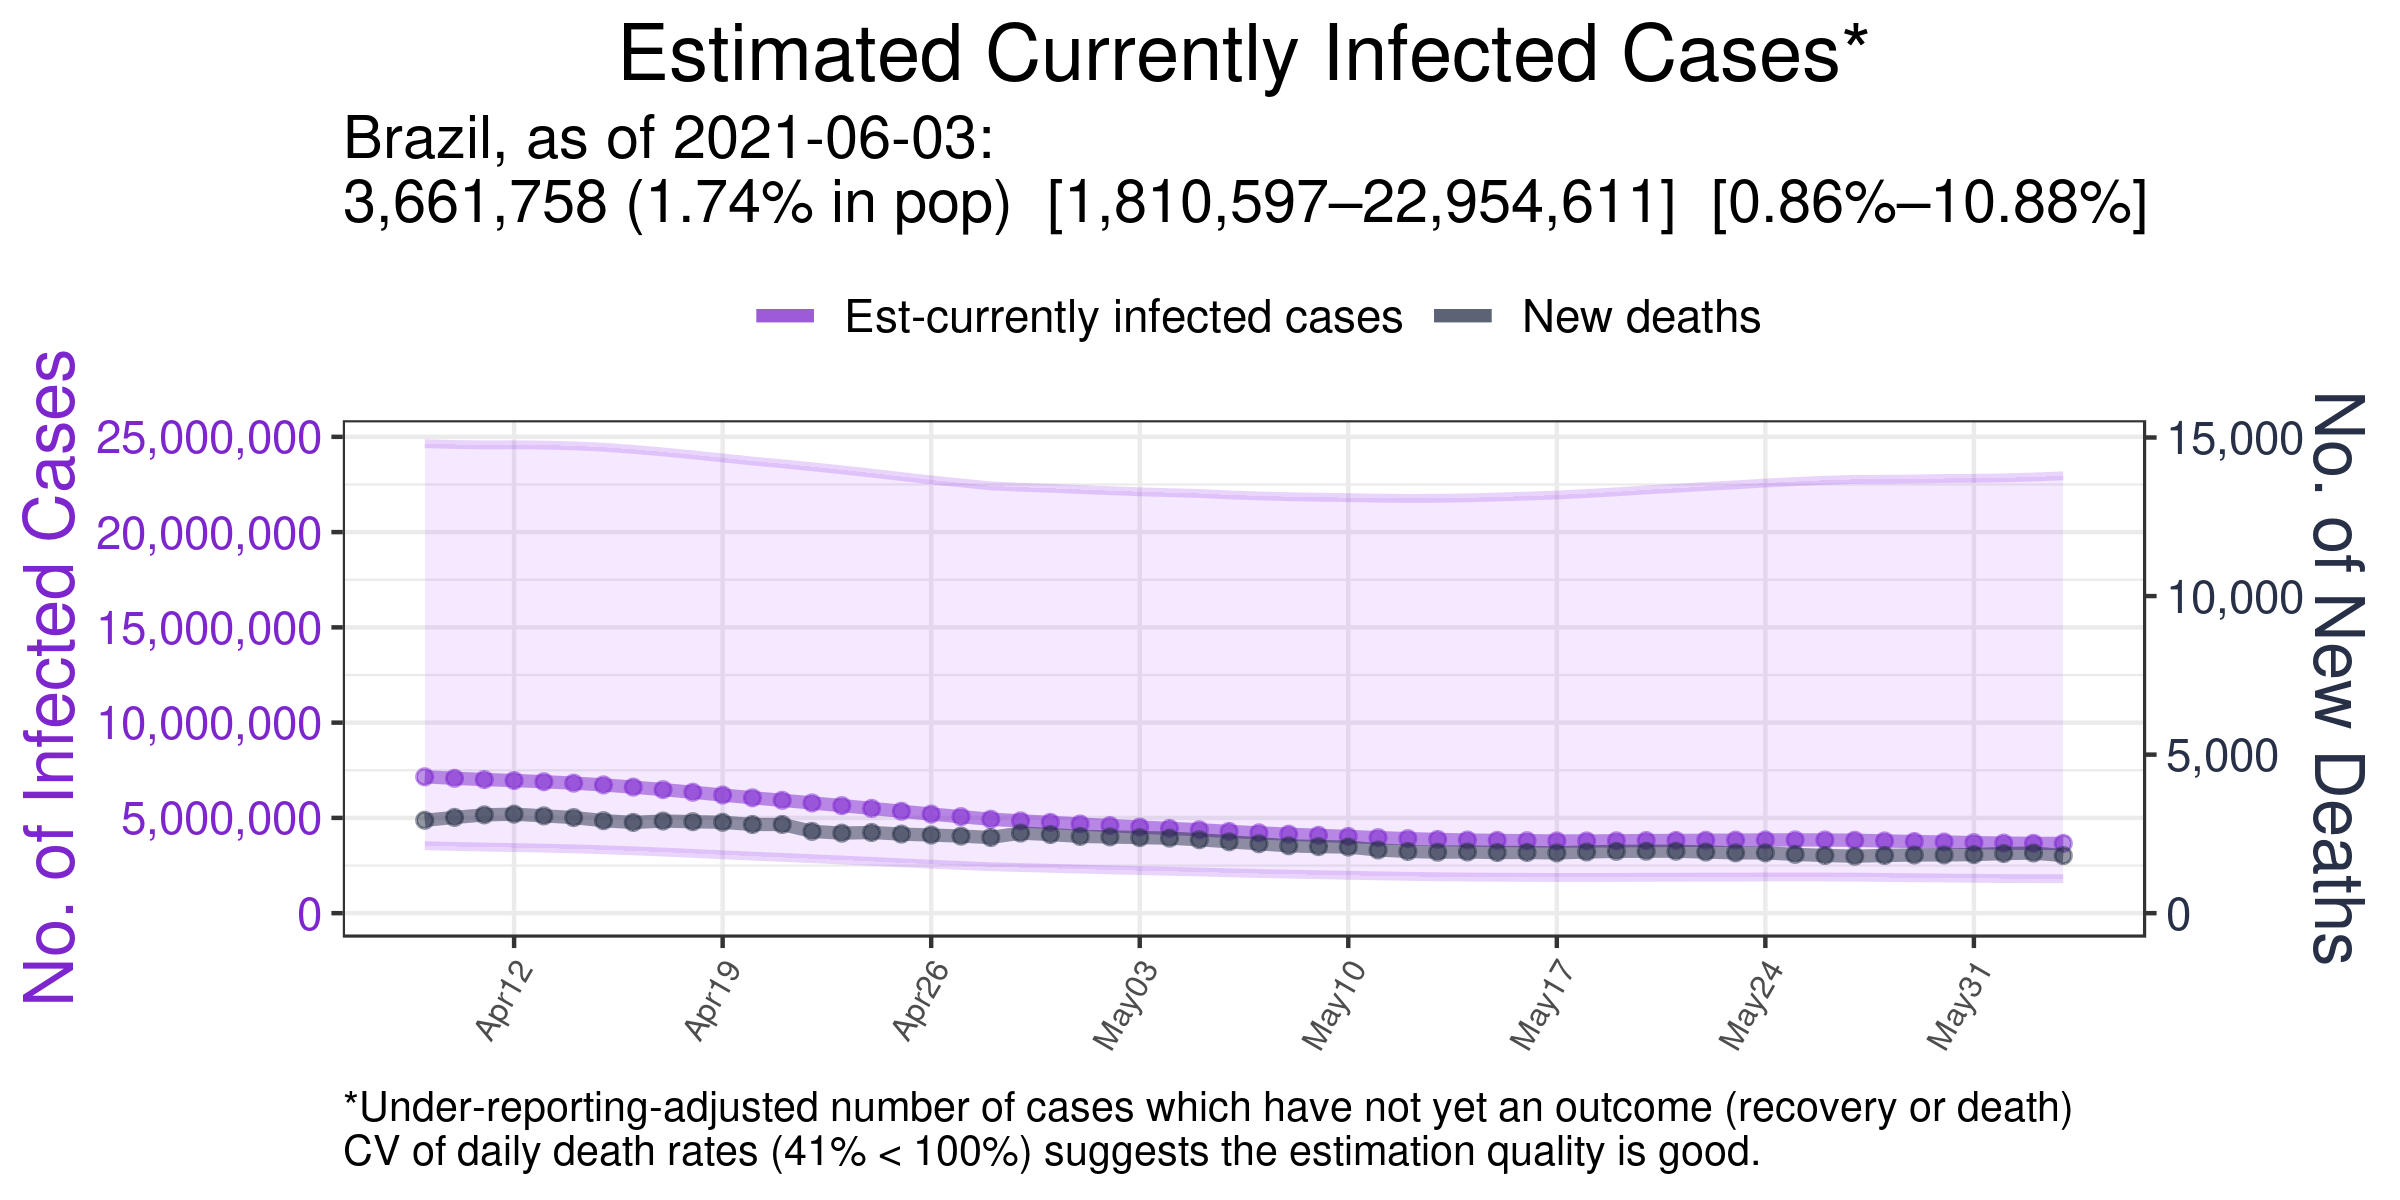 Estimated Currently Infected Cases*
Brazil, as of 2021-06-03:
3,661,758 (1.74% in pop) [1,810,597–22,954,611] [0.86%–10.88%]
Est-currently infected cases
New deaths
No. of Infected Cases
25,000,000
20,000,000
15,000,000
10,000,000
5,000,000
0
15,000
10,000
5,000
0
No. of New Deaths
Apr12
Apr19
Apr26
May03
May10
May17
May24
May31
*Under-reporting-adjusted number of cases which have not yet an outcome (recovery or death)
CV of daily death rates (41% < 100%) suggests the estimation quality is good.